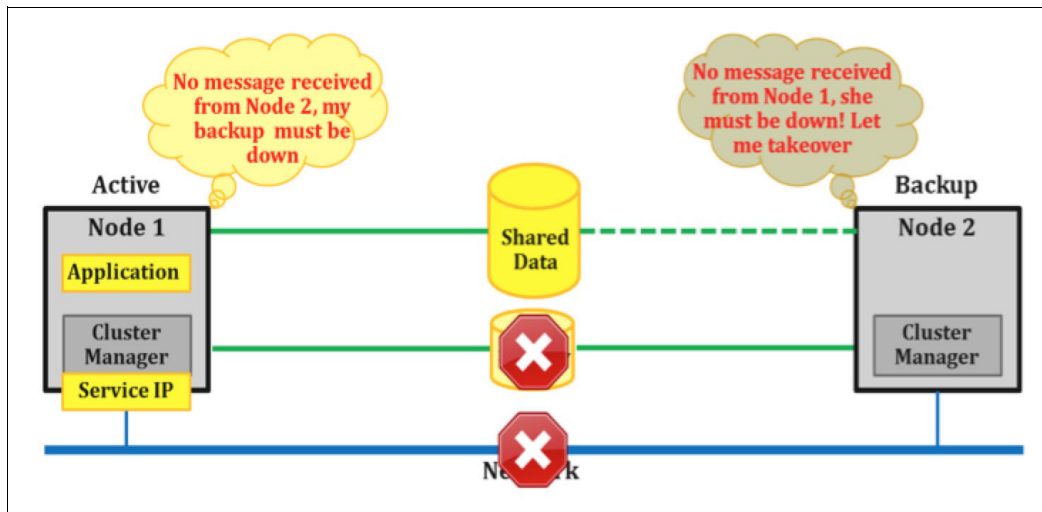 No message received
from Node 2, my
backup must be
down
No message received
from Node 1, she
must be down! Let
me takeover
Active
Backup
Node 1
Shared
Data
Node 2
Application
Cluster
Manager
Cluster
Manager
Service IP